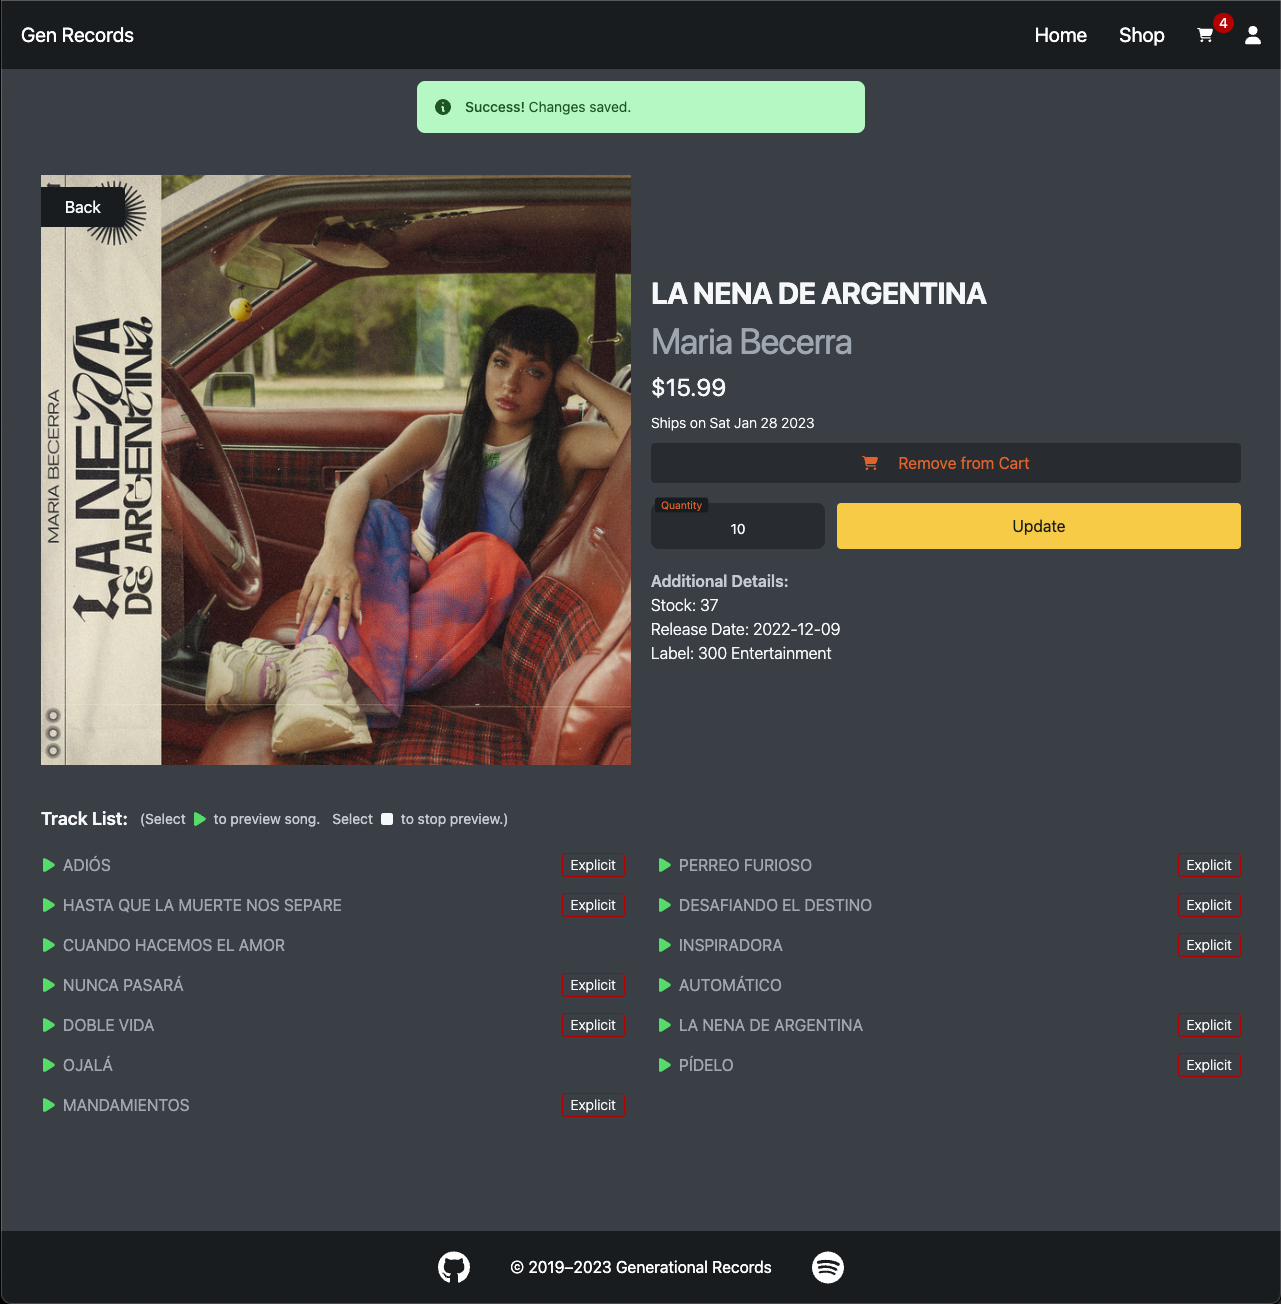 Gen Records
Home
Shop
4
Success! Changes saved.
Back
MARIA BECERRA
LA NENA
DE ARGENTINA
LA NENA DE ARGENTINA
Maria Becerra
$15.99
Ships on Sat Jan 28 2023
Remove from Cart
Quantity
10
Update
Additional Details:
Stock: 37
Release Date: 2022-12-09
Label: 300 Entertainment
Track List: (Select to preview song. Select to stop preview.)
ADIÓS Explicit
HASTA QUE LA MUERTE NOS SEPARE Explicit
CUANDO HACEMOS EL AMOR
NUNCA PASARÁ Explicit
DOBLE VIDA Explicit
OJALÁ
MANDAMIENTOS Explicit
PERREO FURIOSO Explicit
DESAFIANDO EL DESTINO Explicit
INSPIRADORA Explicit
AUTOMÁTICO
LA NENA DE ARGENTINA Explicit
PÍDELO Explicit
© 2019–2023 Generational Records